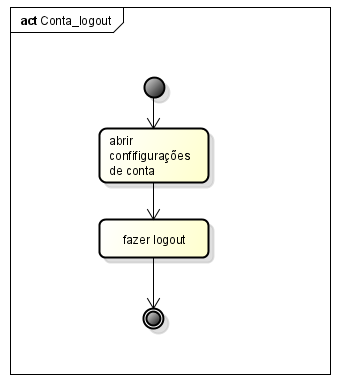 act Conta_logout
abrir
confifigurações
de conta
fazer logout